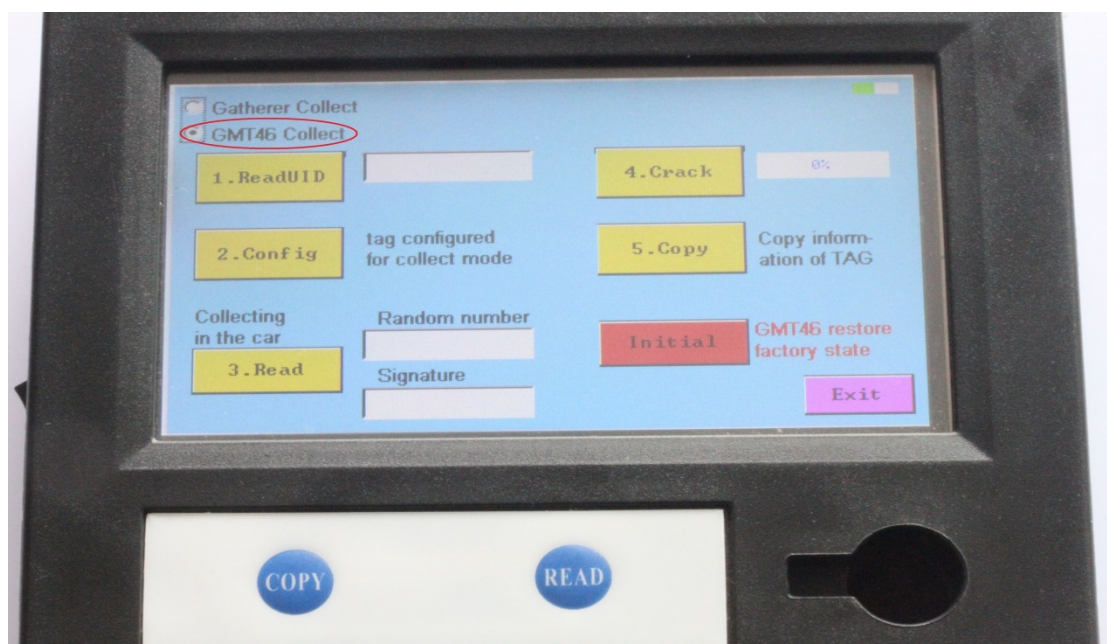 Gatherer Collect
GMT46 Collect
1.ReadUID
4.Crack
0%
2.Config
tag configured
for collect mode
5.Copy
Copy inform-
ation of TAG
Collecting
in the car
3.Read
Random number
Signature
Initial
GMT46 restore
factory state
Exit
COPY
READ